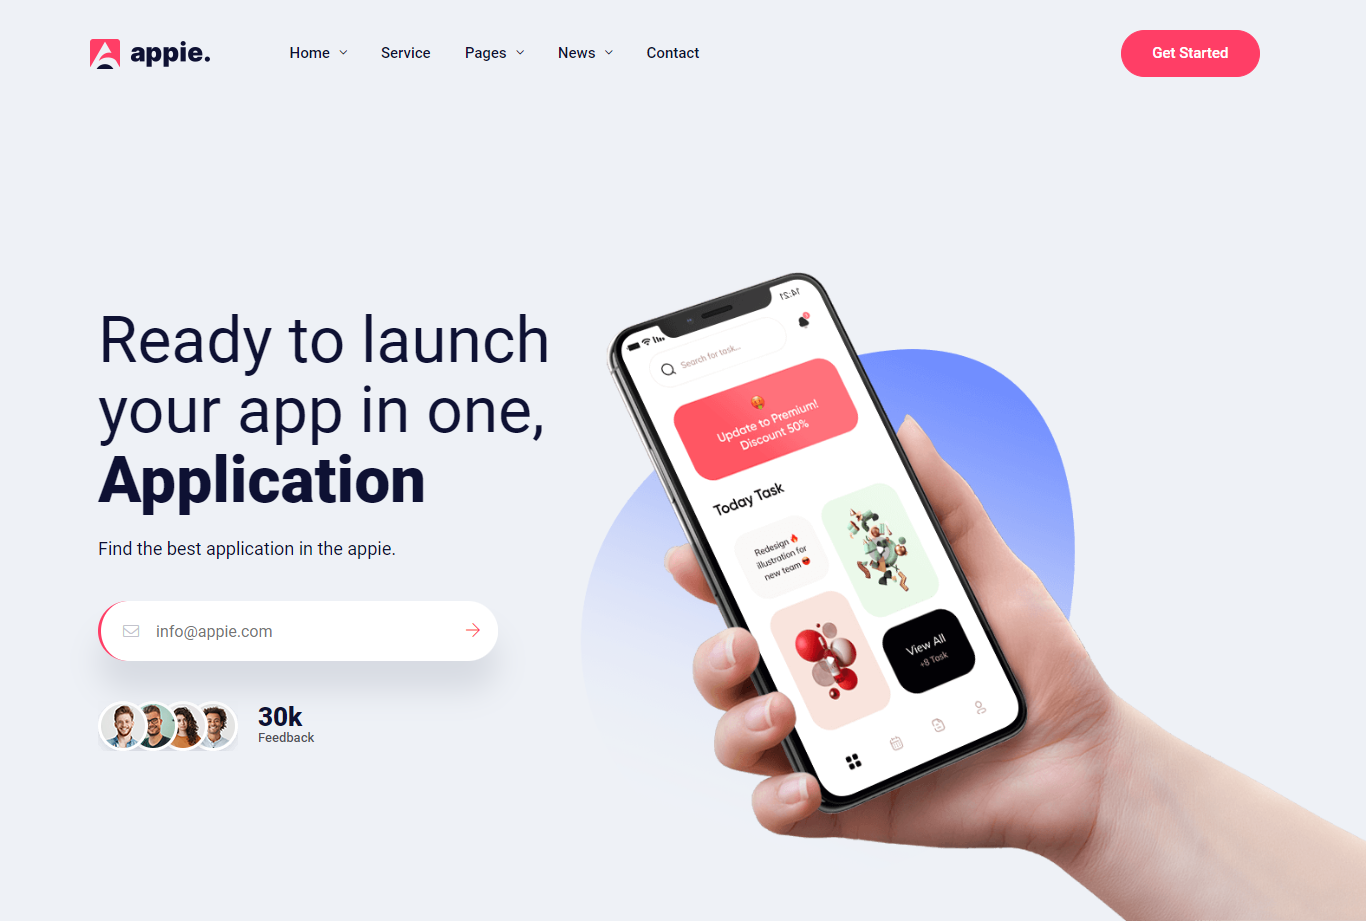 appie.
Home
Service
Pages
News
Contact
Get Started
Ready to launch
your app in one,
Application
Find the best application in the appie.
info@appie.com
30k
Feedback
14:21
Search for task...
Update to Premium!
Discount 50%
Today Task
Redesign 🔥
illustration for
new team 😎
View All
+8 Task